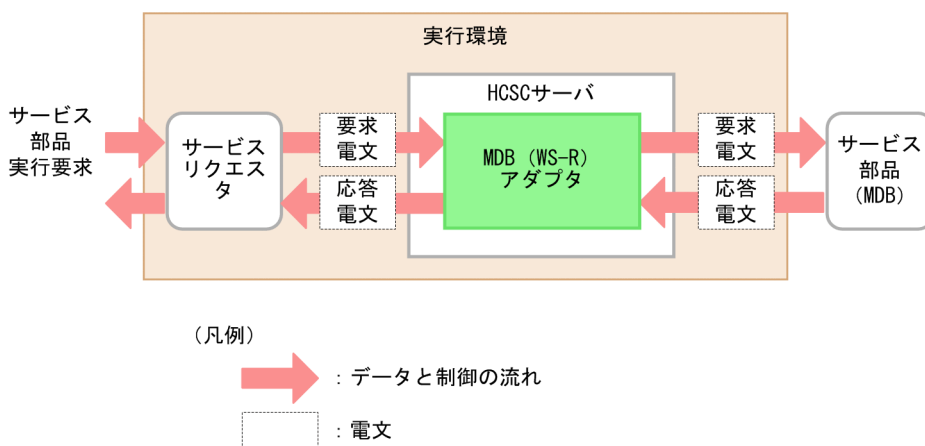 実行環境
HCSCサーバ
サービス
部品
実行要求
サービス
リクエス
タ
要求
電文
応答
電文
MDB（WS-R）
アダプタ
要求
電文
応答
電文
サービス
部品
(MDB)
（凡例）
：データと制御の流れ
：電文